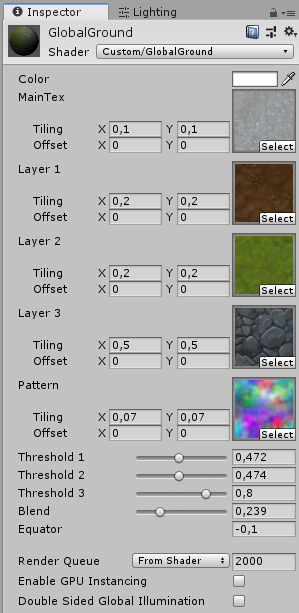 Inspector Lighting
GlobalGround
Shader Custom/GlobalGround
Color
MainTex
Tiling X 0,1 Y 0,1
Offset X 0 Y 0 Select
Layer 1
Tiling X 0,2 Y 0,2
Offset X 0 Y 0 Select
Layer 2
Tiling X 0,2 Y 0,2
Offset X 0 Y 0 Select
Layer 3
Tiling X 0,5 Y 0,5
Offset X 0 Y 0 Select
Pattern
Tiling X 0,07 Y 0,07
Offset X 0 Y 0 Select
Threshold 1 0,472
Threshold 2 0,474
Threshold 3 0,8
Blend 0,239
Equator -0,1
Render Queue From Shader 2000
Enable GPU Instancing
Double Sided Global Illumination